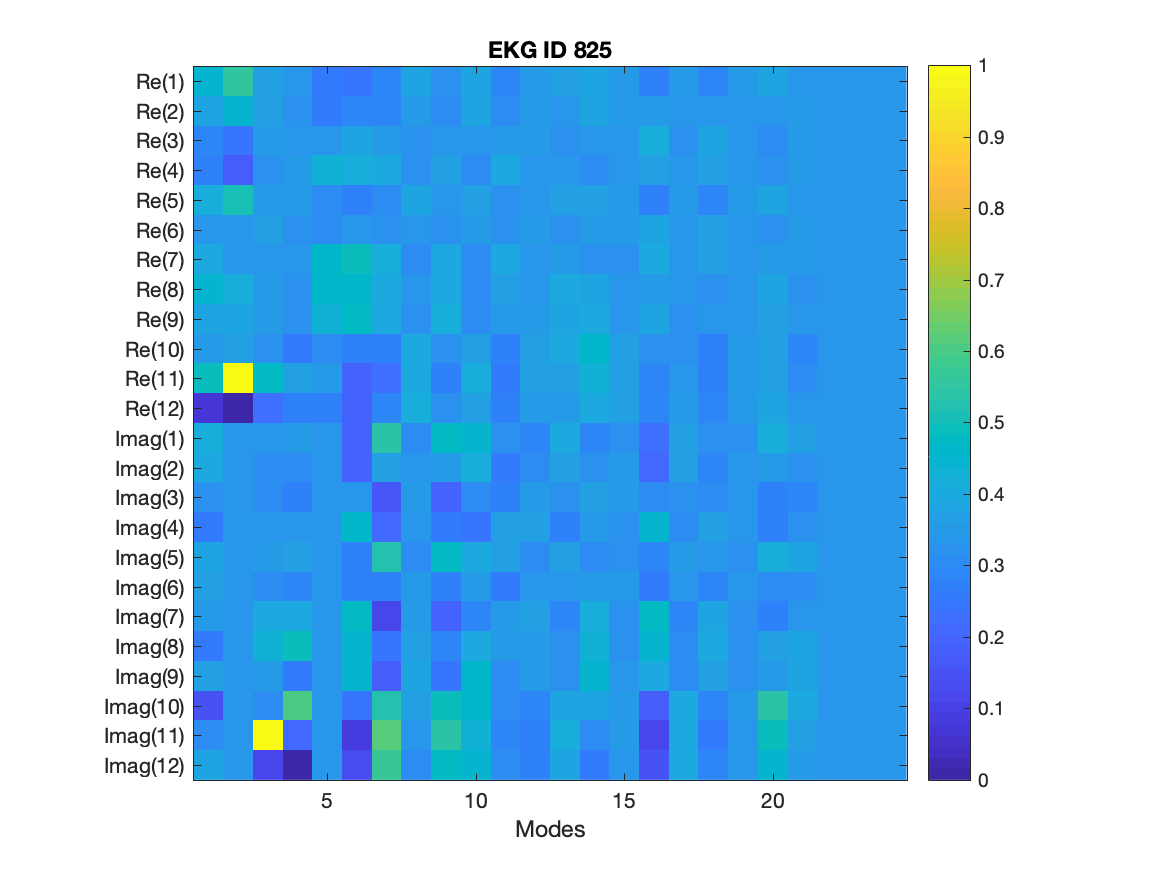 EKG ID 825
Re(1)
Re(2)
Re(3)
Re(4)
Re(5)
Re(6)
Re(7)
Re(8)
Re(9)
Re(10)
Re(11)
Re(12)
Imag(1)
Imag(2)
Imag(3)
Imag(4)
Imag(5)
Imag(6)
Imag(7)
Imag(8)
Imag(9)
Imag(10)
Imag(11)
Imag(12)
5 10 15 20
Modes
1
0.9
0.8
0.7
0.6
0.5
0.4
0.3
0.2
0.1
0